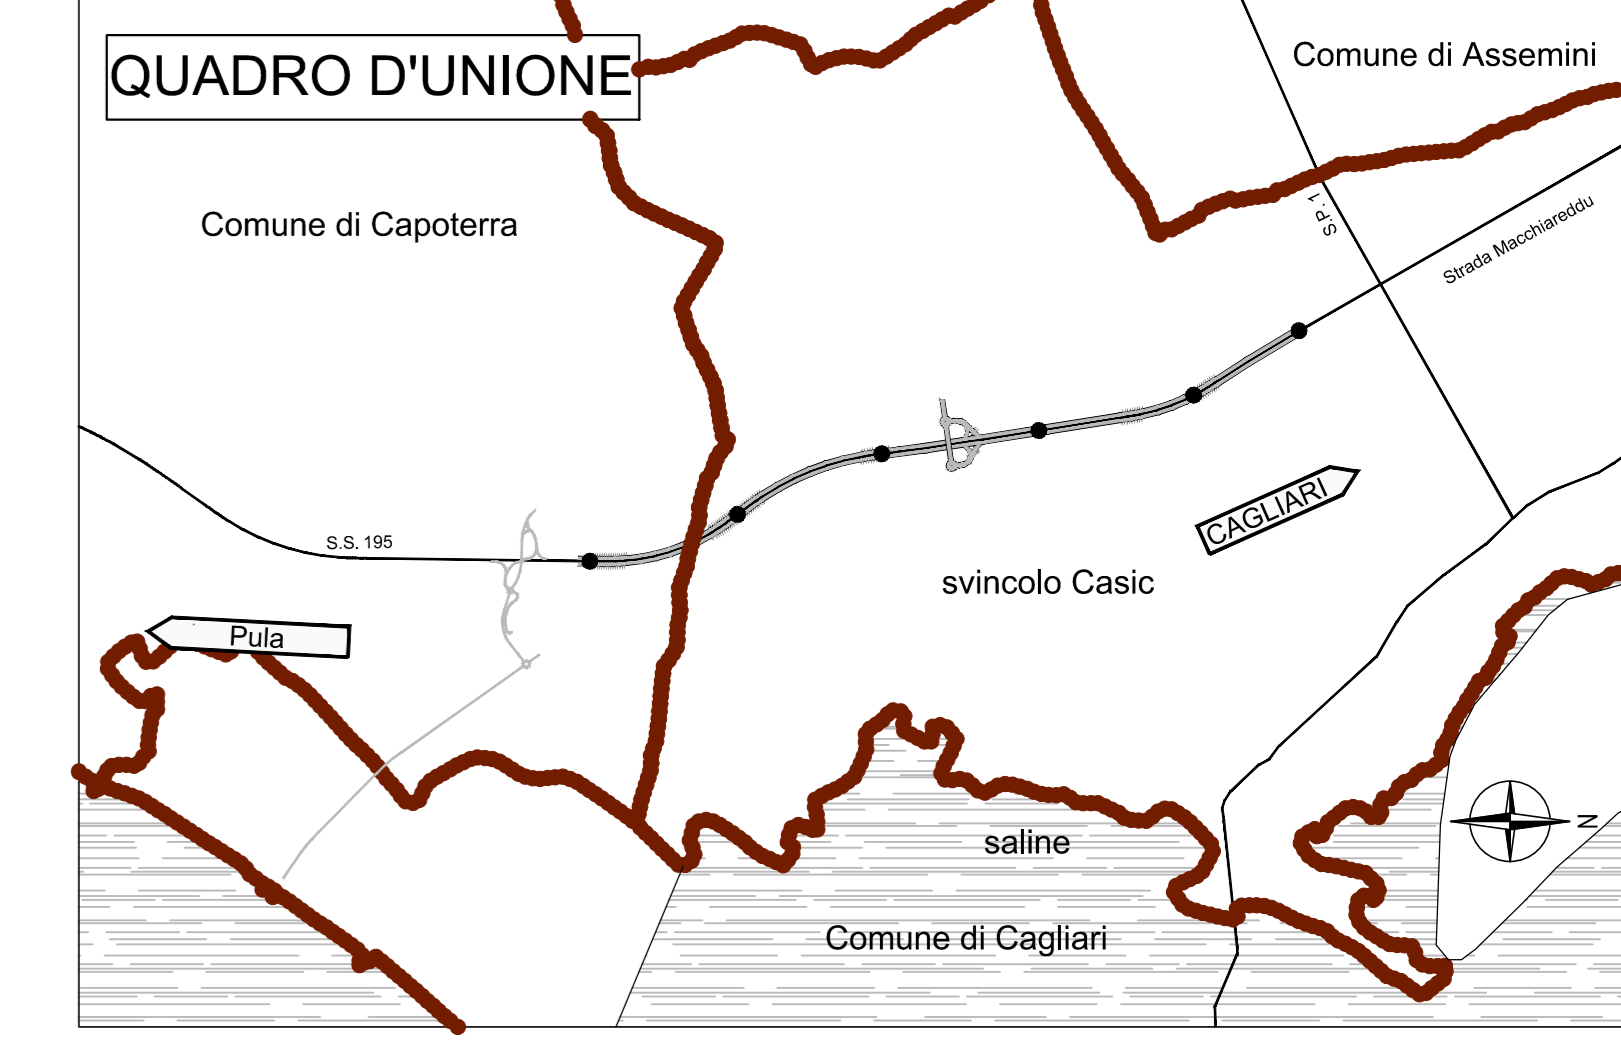 Comune di Assemini
QUADRO D'UNIONE
Comune di Capoterra
S.P. 1
Strada Macchiareddu
CAGLIARI
S.S. 195
svincolo Casic
Pula
N
saline
Comune di Cagliari